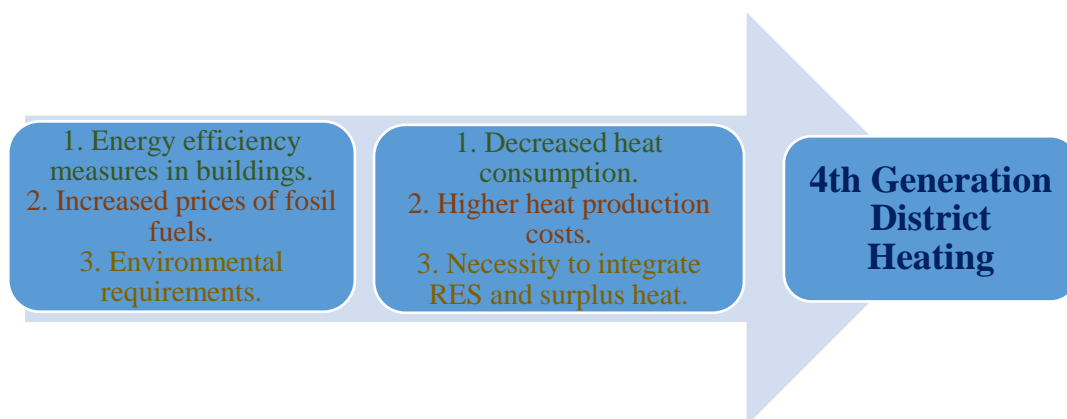 1. Energy efficiency
measures in buildings.
2. Increased prices of fosil
fuels.
3. Environmental
requirements.
1. Decreased heat
consumption.
2. Higher heat production
costs.
3. Necessity to integrate
RES and surplus heat.
4th Generation
District
Heating